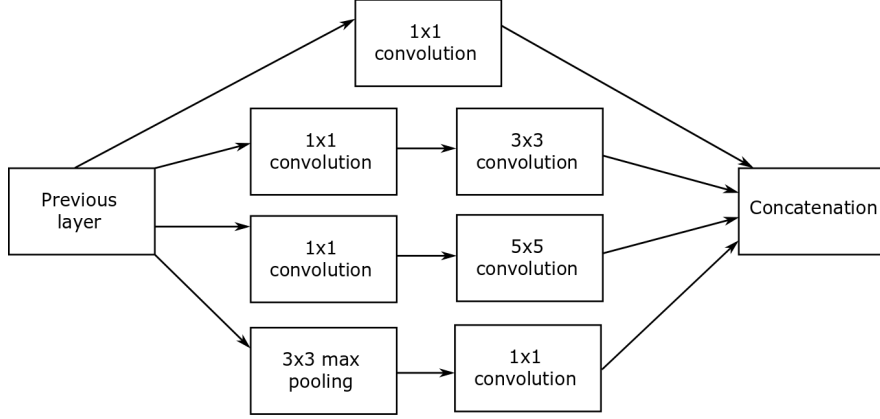 1x1
convolution
1x1
convolution
3x3
convolution
Previous
layer
Concatenation
1x1
convolution
5x5
convolution
3x3 max
pooling
1x1
convolution